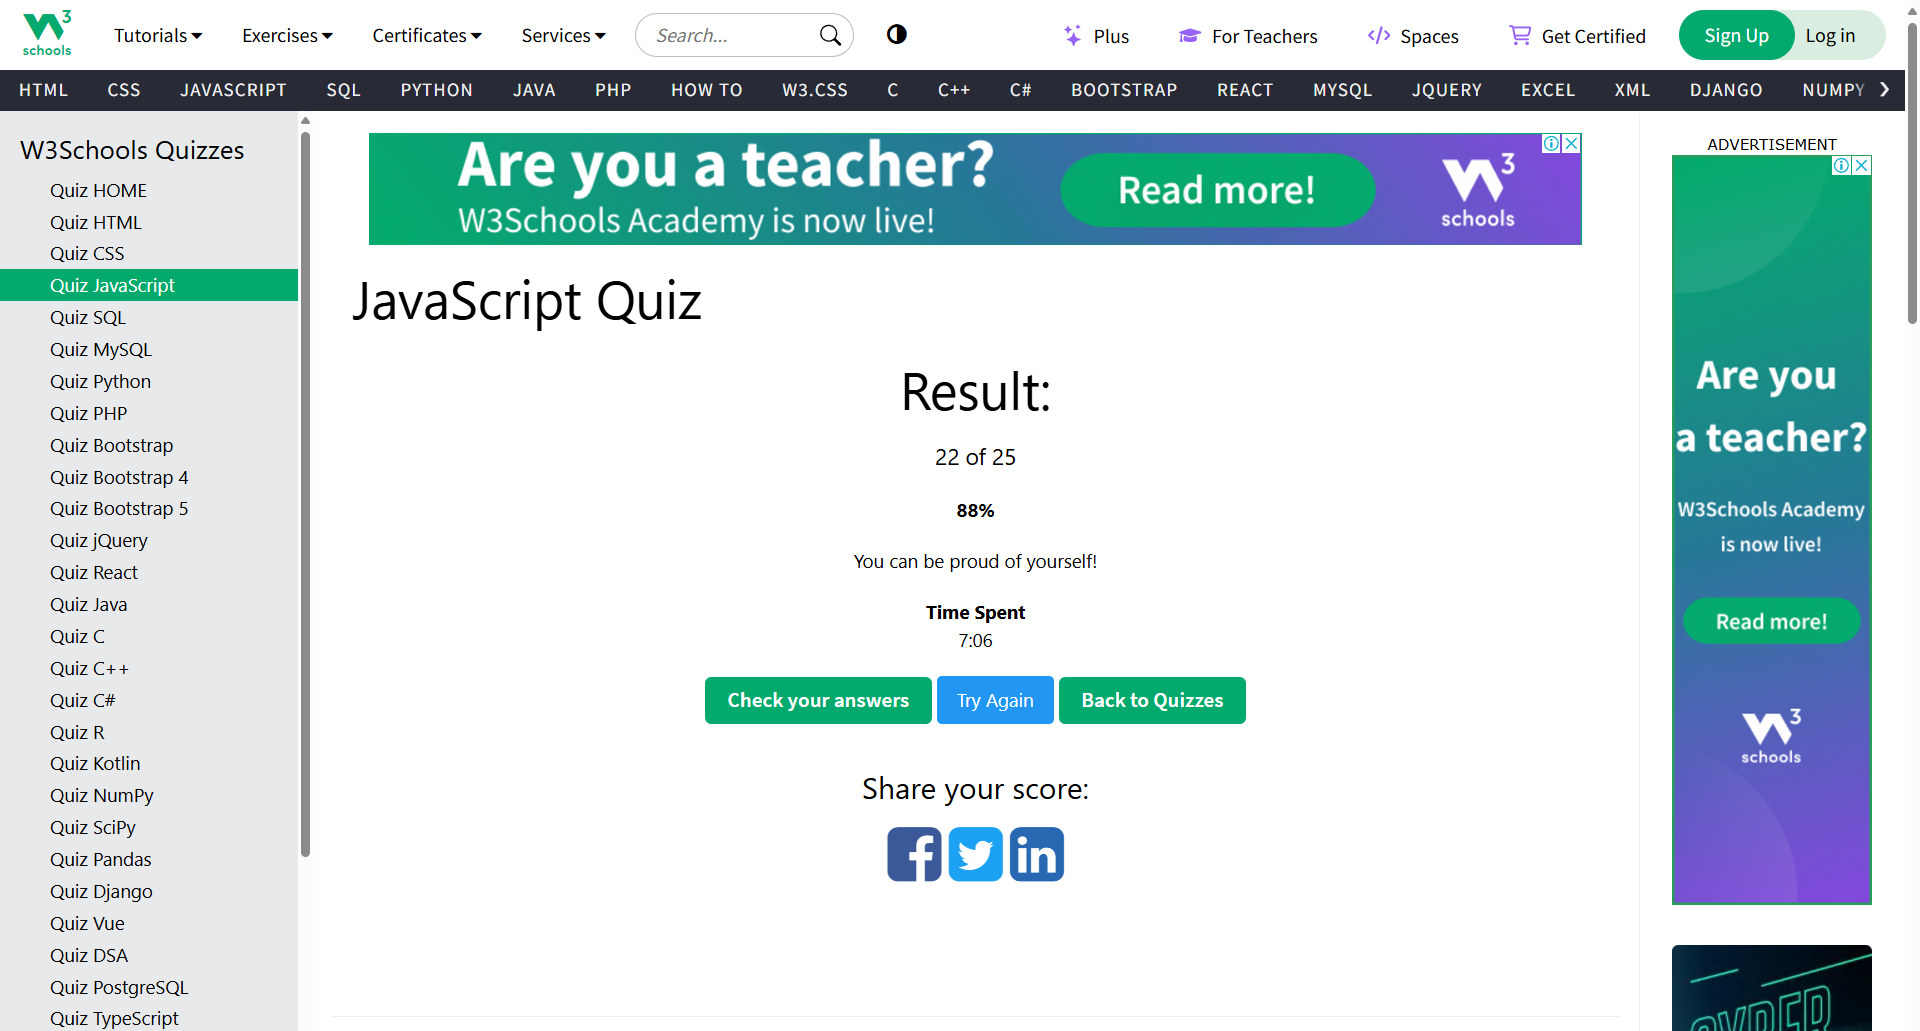 W3 schools
Tutorials Exercises Certificates Services Search... Plus For Teachers Spaces Get Certified Sign Up Log in
HTML CSS JAVASCRIPT SQL PYTHON JAVA PHP HOW TO W3.CSS C C++ C# BOOTSTRAP REACT MYSQL JQUERY EXCEL XML DJANGO NUMPY
W3Schools Quizzes
Quiz HOME
Quiz HTML
Quiz CSS
Quiz JavaScript
Quiz SQL
Quiz MySQL
Quiz Python
Quiz PHP
Quiz Bootstrap
Quiz Bootstrap 4
Quiz Bootstrap 5
Quiz jQuery
Quiz React
Quiz Java
Quiz C
Quiz C++
Quiz C#
Quiz R
Quiz Kotlin
Quiz NumPy
Quiz SciPy
Quiz Pandas
Quiz Django
Quiz Vue
Quiz DSA
Quiz PostgreSQL
Quiz TypeScript
Are you a teacher?
W3Schools Academy is now live!
Read more!
W3 schools
JavaScript Quiz
Result:
22 of 25
88%
You can be proud of yourself!
Time Spent
7:06
Check your answers Try Again Back to Quizzes
Share your score:
ADVERTISEMENT
Are you
a teacher?
W3Schools Academy
is now live!
Read more!
W3 schools
CYBER